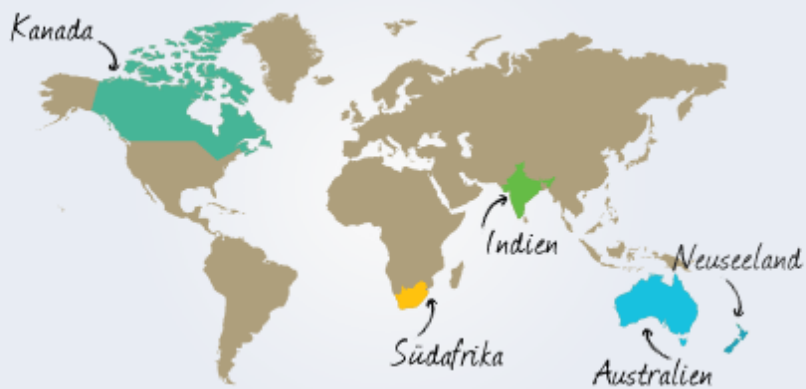 Kanada
Indien
Neuseeland
Südafrika
Australien